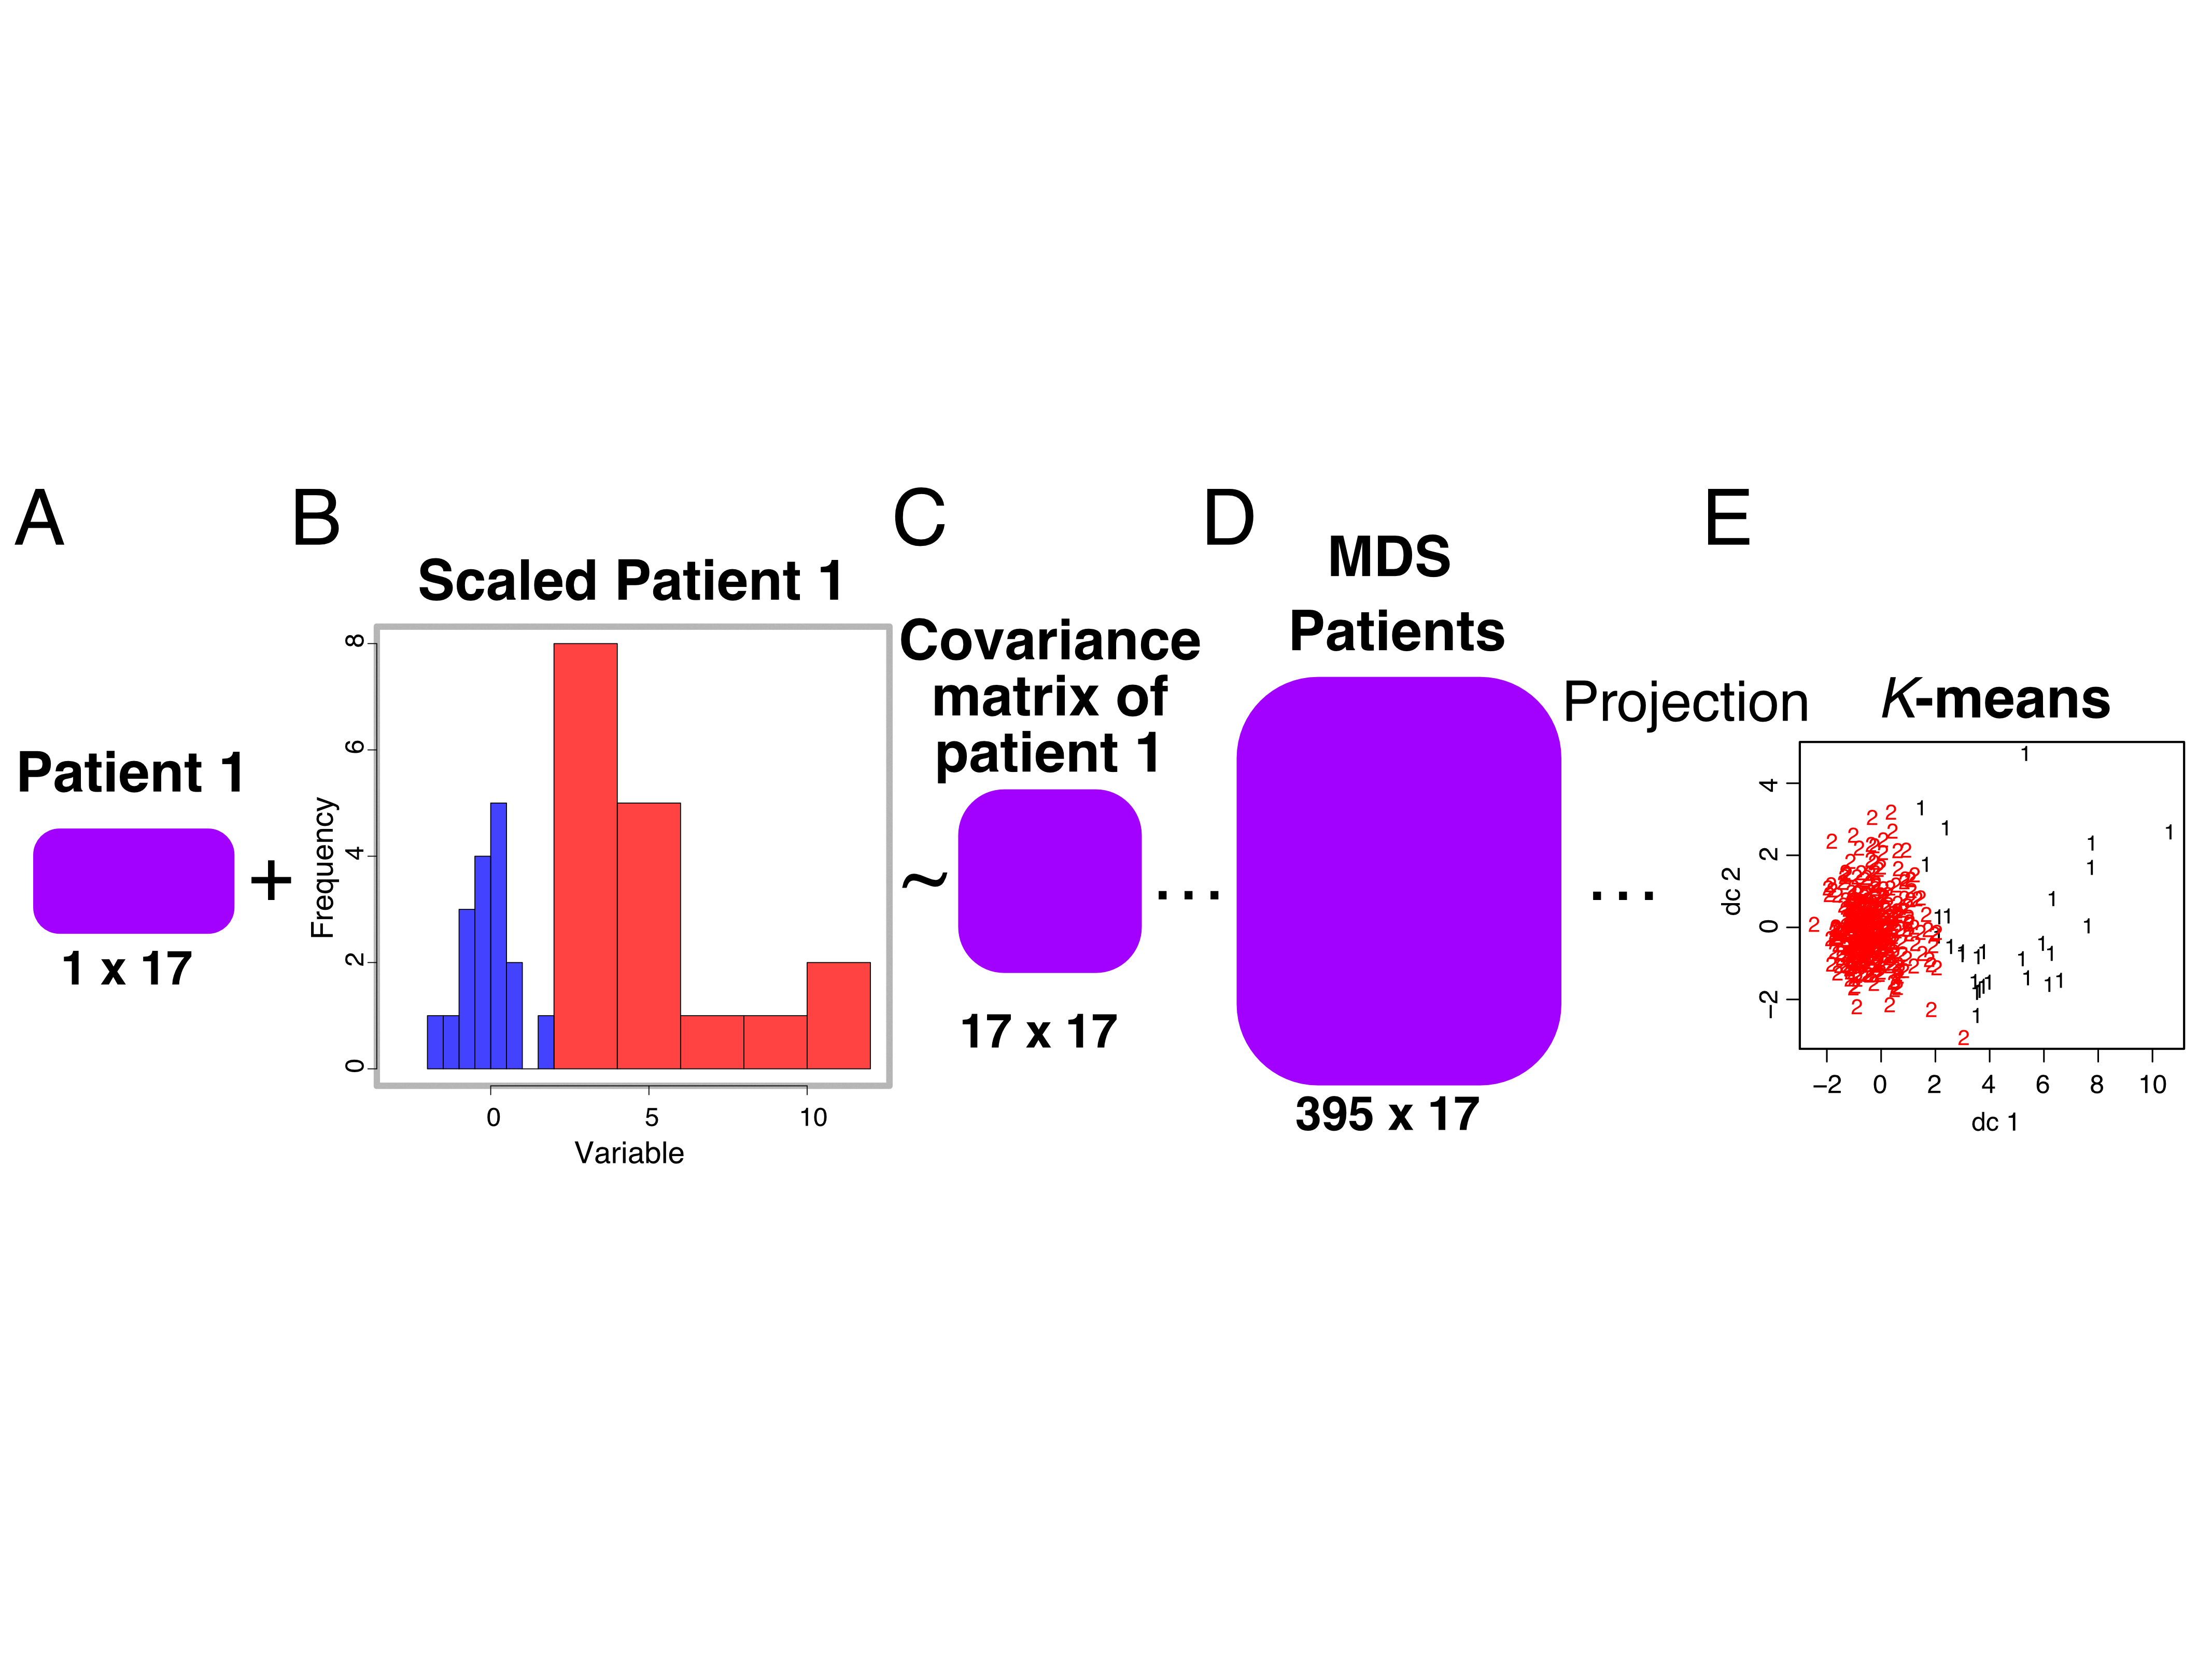 A
B
C
D
E
Patient 1
1 x 17
+
Scaled Patient 1
Frequency
0
2
4
6
8
0
5
10
Variable
~
Covariance
matrix of
patient 1
17 x 17
...
MDS
Patients
395 x 17
...
Projection
K-means
dc 2
4
2
0
−2
−2
0
2
4
6
8
10
dc 1